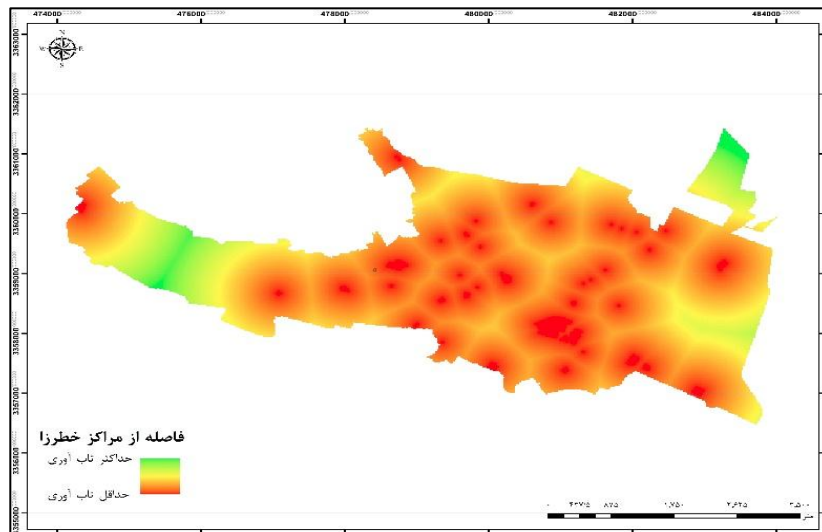 474000 476000 478000 480000 482000 484000
3363000
N
W E
S
3362000
3361000
3360000
3359000
3358000
3357000
3356000
3355000
فاصله از مراکز خطرزا
حداکثر تاب آوری
حداقل تاب آوری
۰ ۴۳۷/۵ ۸۷۵ ۱,۷۵۰ ۲,۶۲۵ ۳,۵۰۰
متر